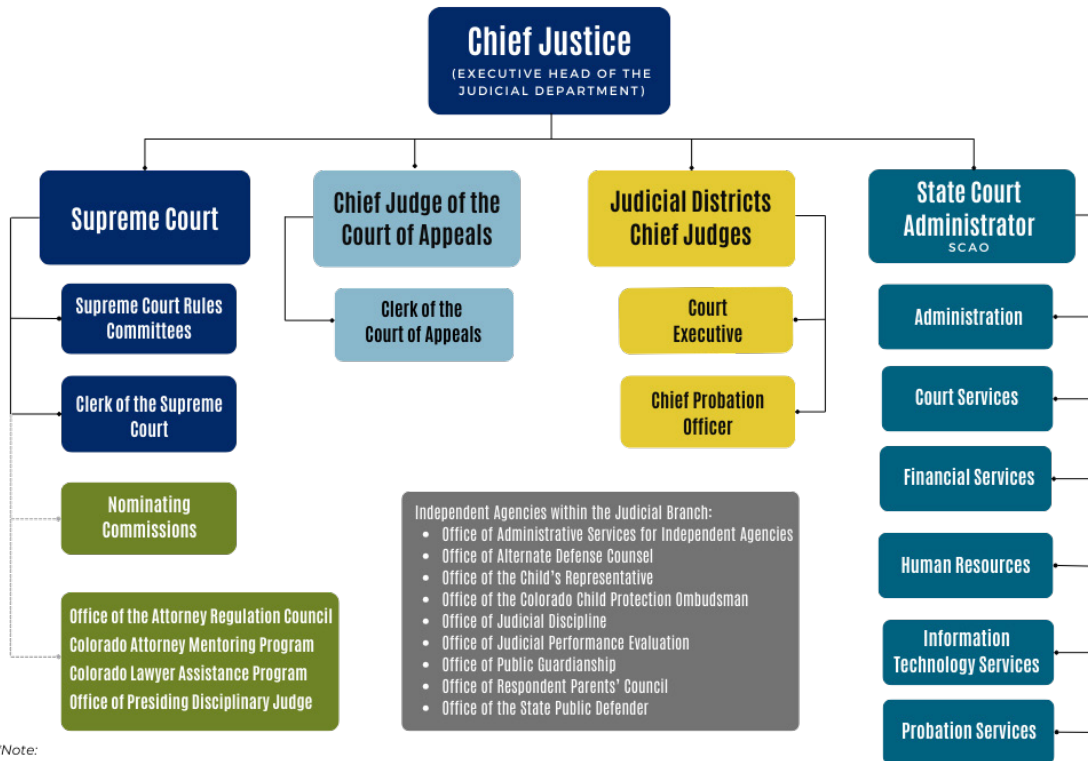 Chief Justice
(EXECUTIVE HEAD OF THE
JUDICIAL DEPARTMENT)
Supreme Court
Supreme Court Rules
Committees
Clerk of the Supreme
Court
Nominating
Commissions
Office of the Attorney Regulation Council
Colorado Attorney Mentoring Program
Colorado Lawyer Assistance Program
Office of Presiding Disciplinary Judge
Chief Judge of the
Court of Appeals
Clerk of the
Court of Appeals
Judicial Districts
Chief Judges
Court
Executive
Chief Probation
Officer
State Court
Administrator
SCAO
Administration
Court Services
Financial Services
Human Resources
Information
Technology Services
Probation Services
Independent Agencies within the Judicial Branch:
• Office of Administrative Services for Independent Agencies
• Office of Alternate Defense Counsel
• Office of the Child's Representative
• Office of the Colorado Child Protection Ombudsman
• Office of Judicial Discipline
• Office of Judicial Performance Evaluation
• Office of Public Guardianship
• Office of Respondent Parents' Council
• Office of the State Public Defender
Note: